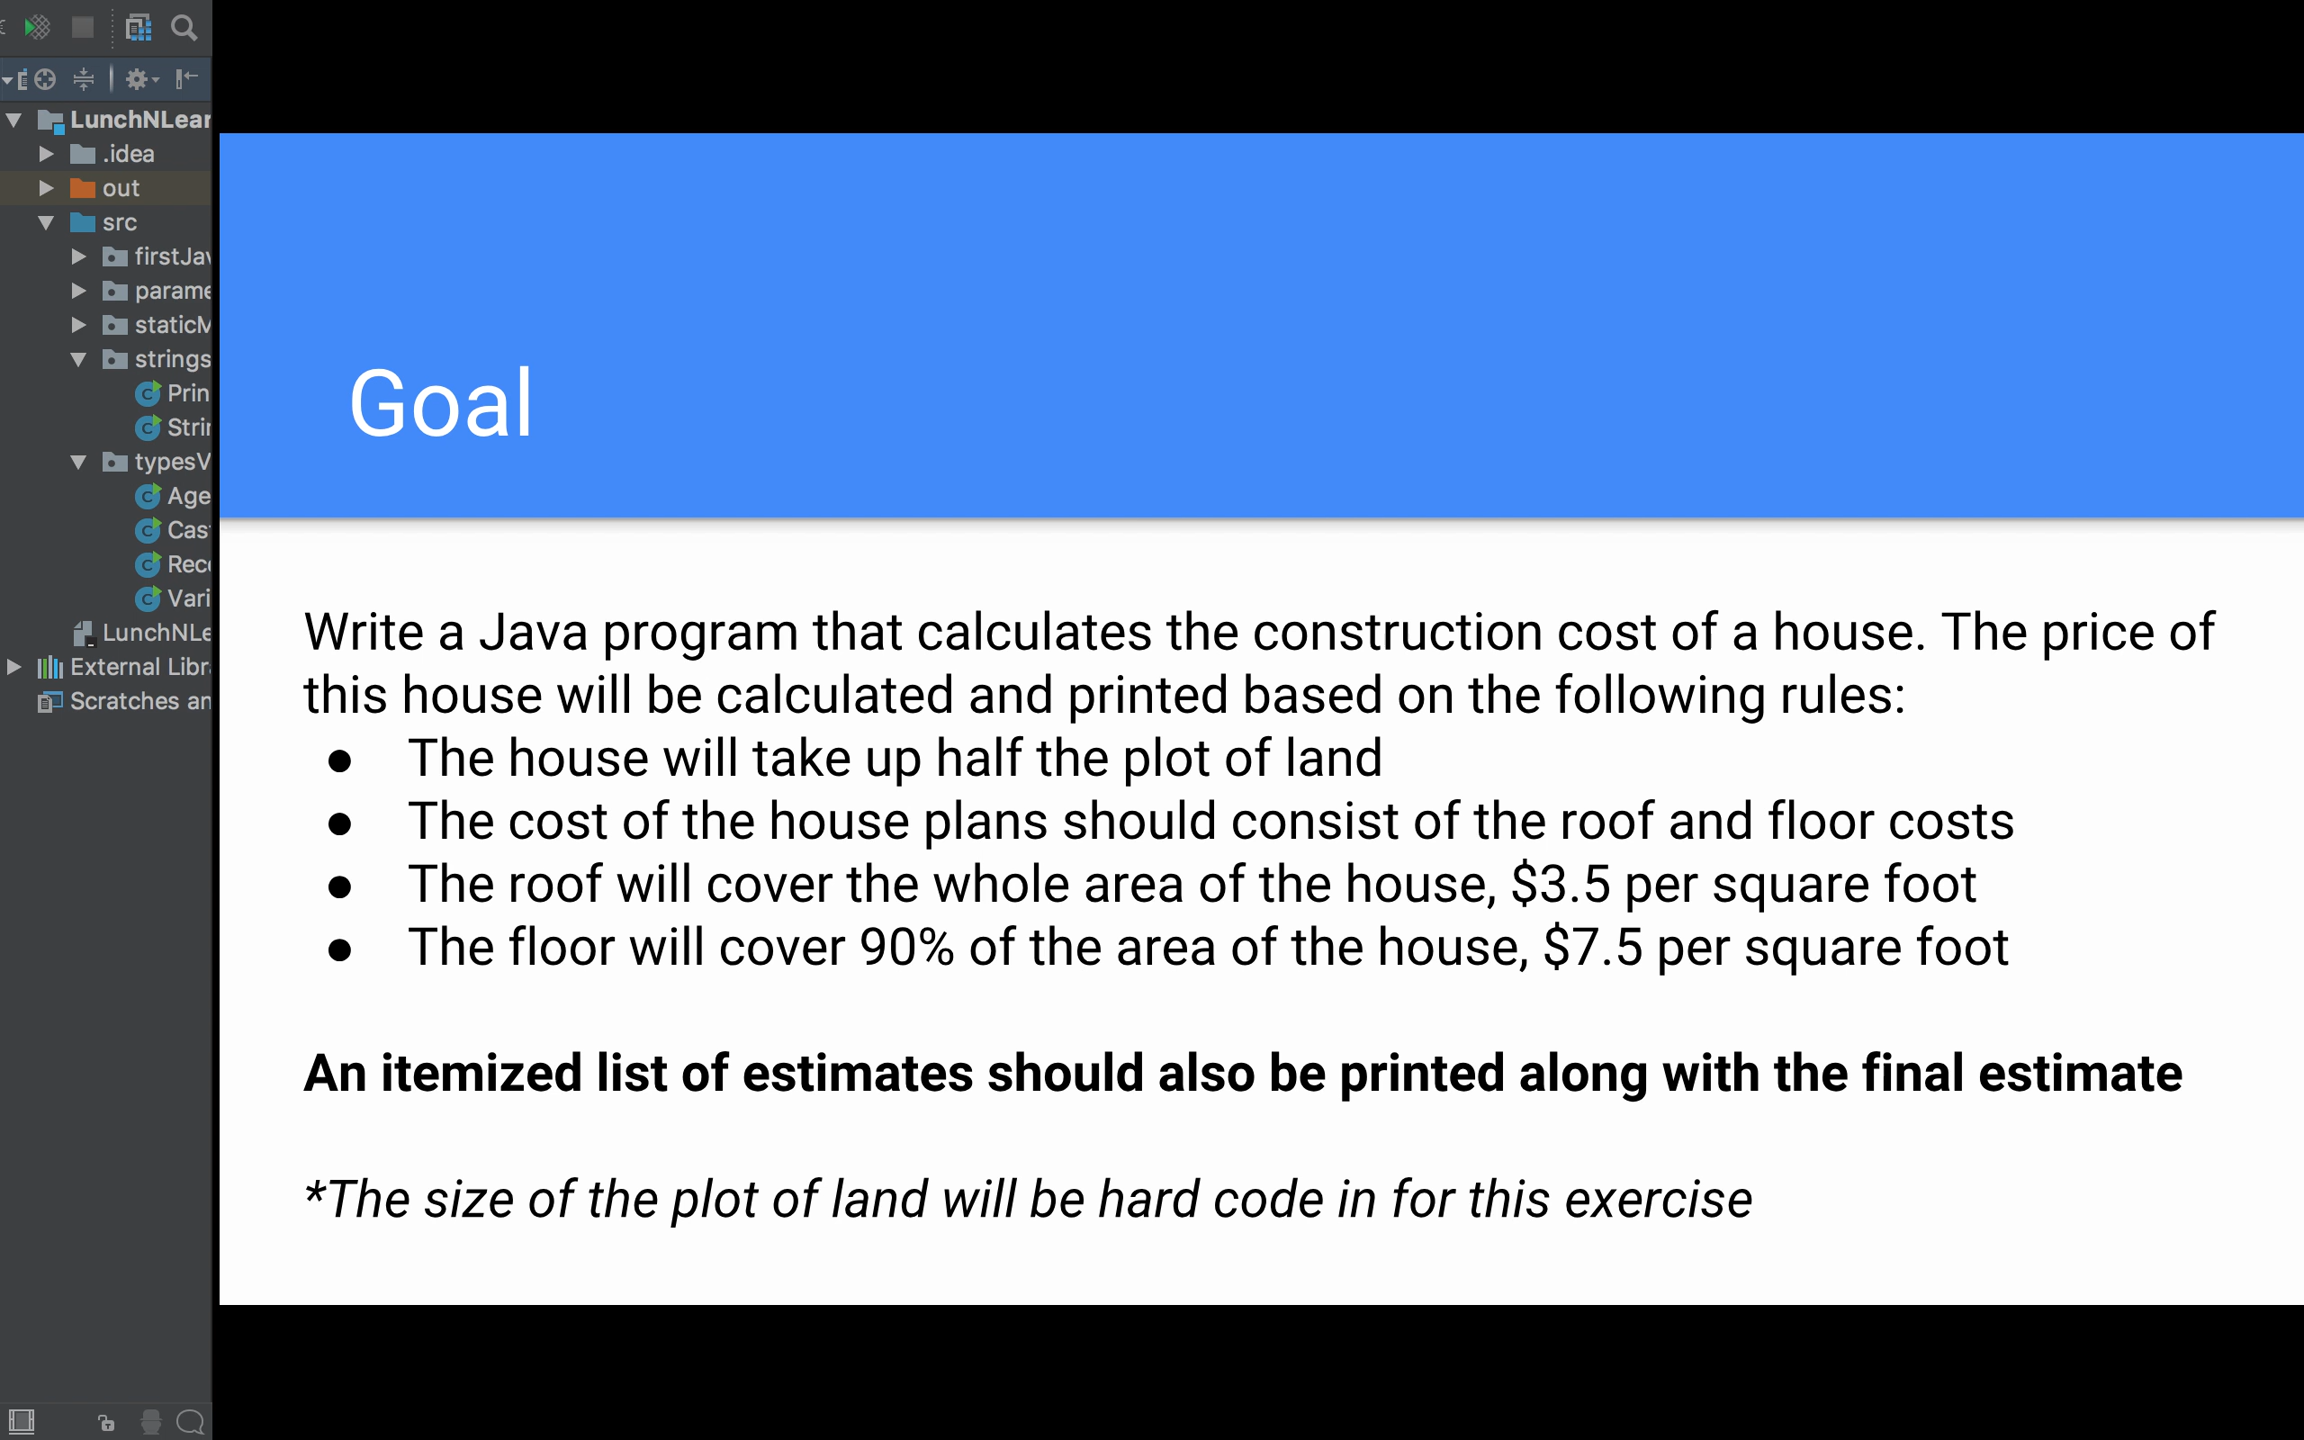 LunchNLear
.idea
out
src
firstJav
parame
staticM
strings
Prin
Strin
typesV
Age
Cas
Rec
Vari
LunchNLe
External Libr
Scratches an
Goal
Write a Java program that calculates the construction cost of a house. The price of
this house will be calculated and printed based on the following rules:
● The house will take up half the plot of land
● The cost of the house plans should consist of the roof and floor costs
● The roof will cover the whole area of the house, $3.5 per square foot
● The floor will cover 90% of the area of the house, $7.5 per square foot
An itemized list of estimates should also be printed along with the final estimate
*The size of the plot of land will be hard code in for this exercise